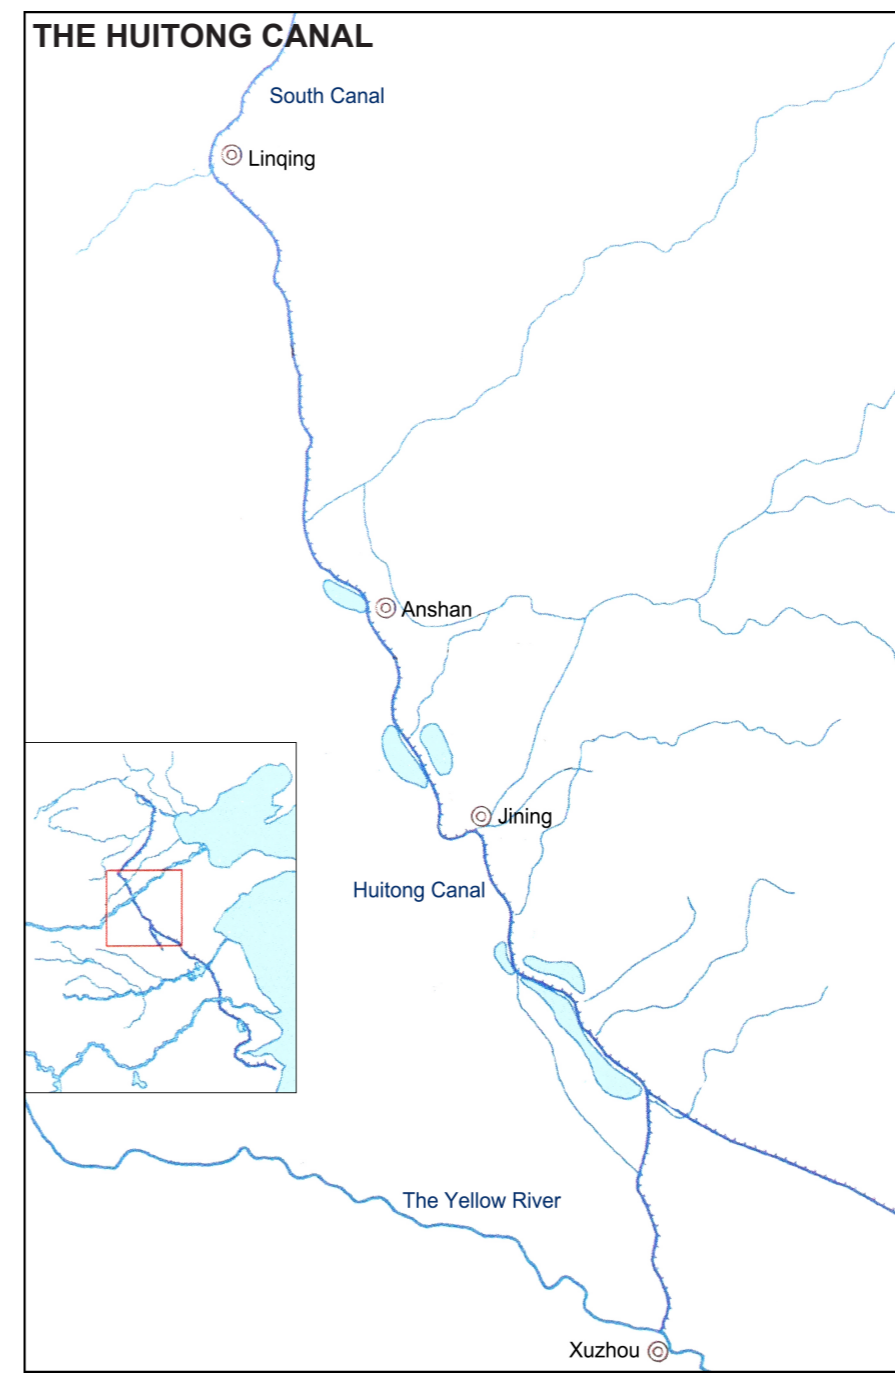 THE HUITONG CANAL
South Canal
Linqing
Anshan
Jining
Huitong Canal
The Yellow River
Xuzhou